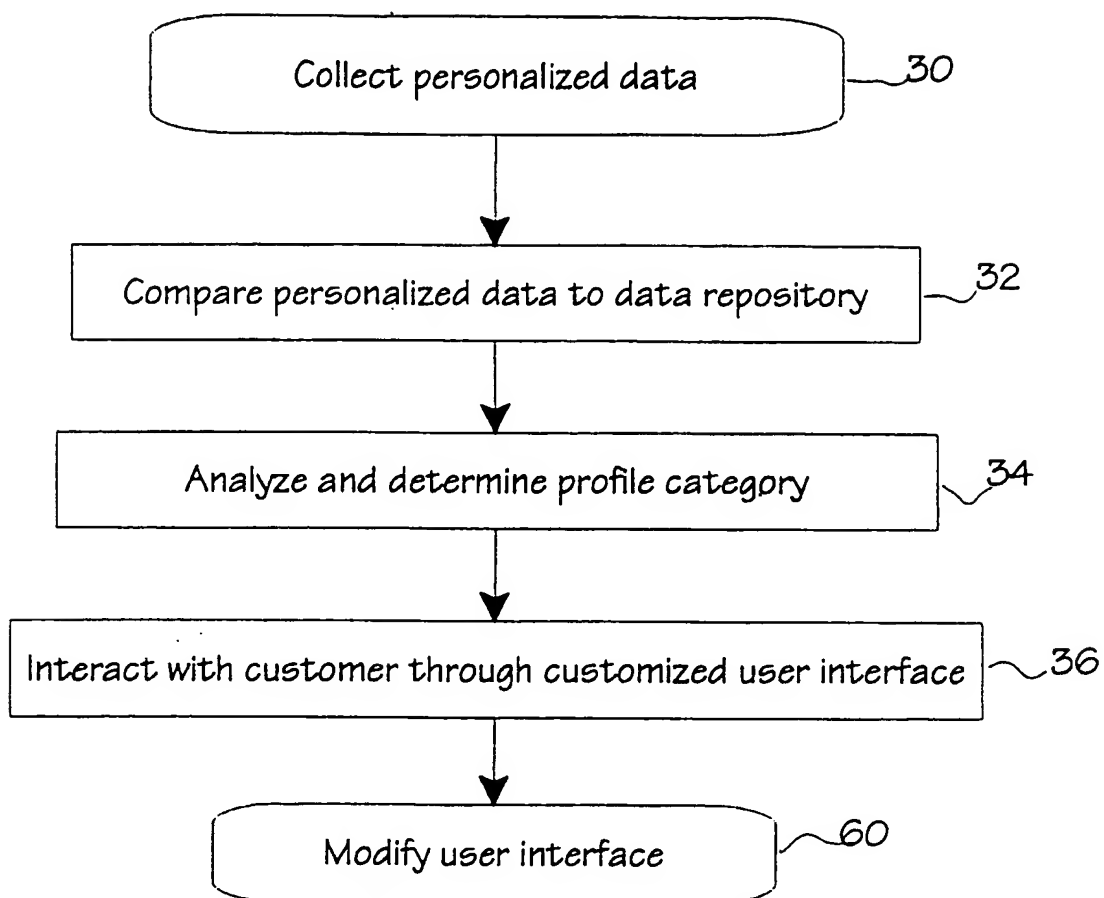 Collect personalized data
30
Compare personalized data to data repository
32
Analyze and determine profile category
34
Interact with customer through customized user interface
36
Modify user interface
60